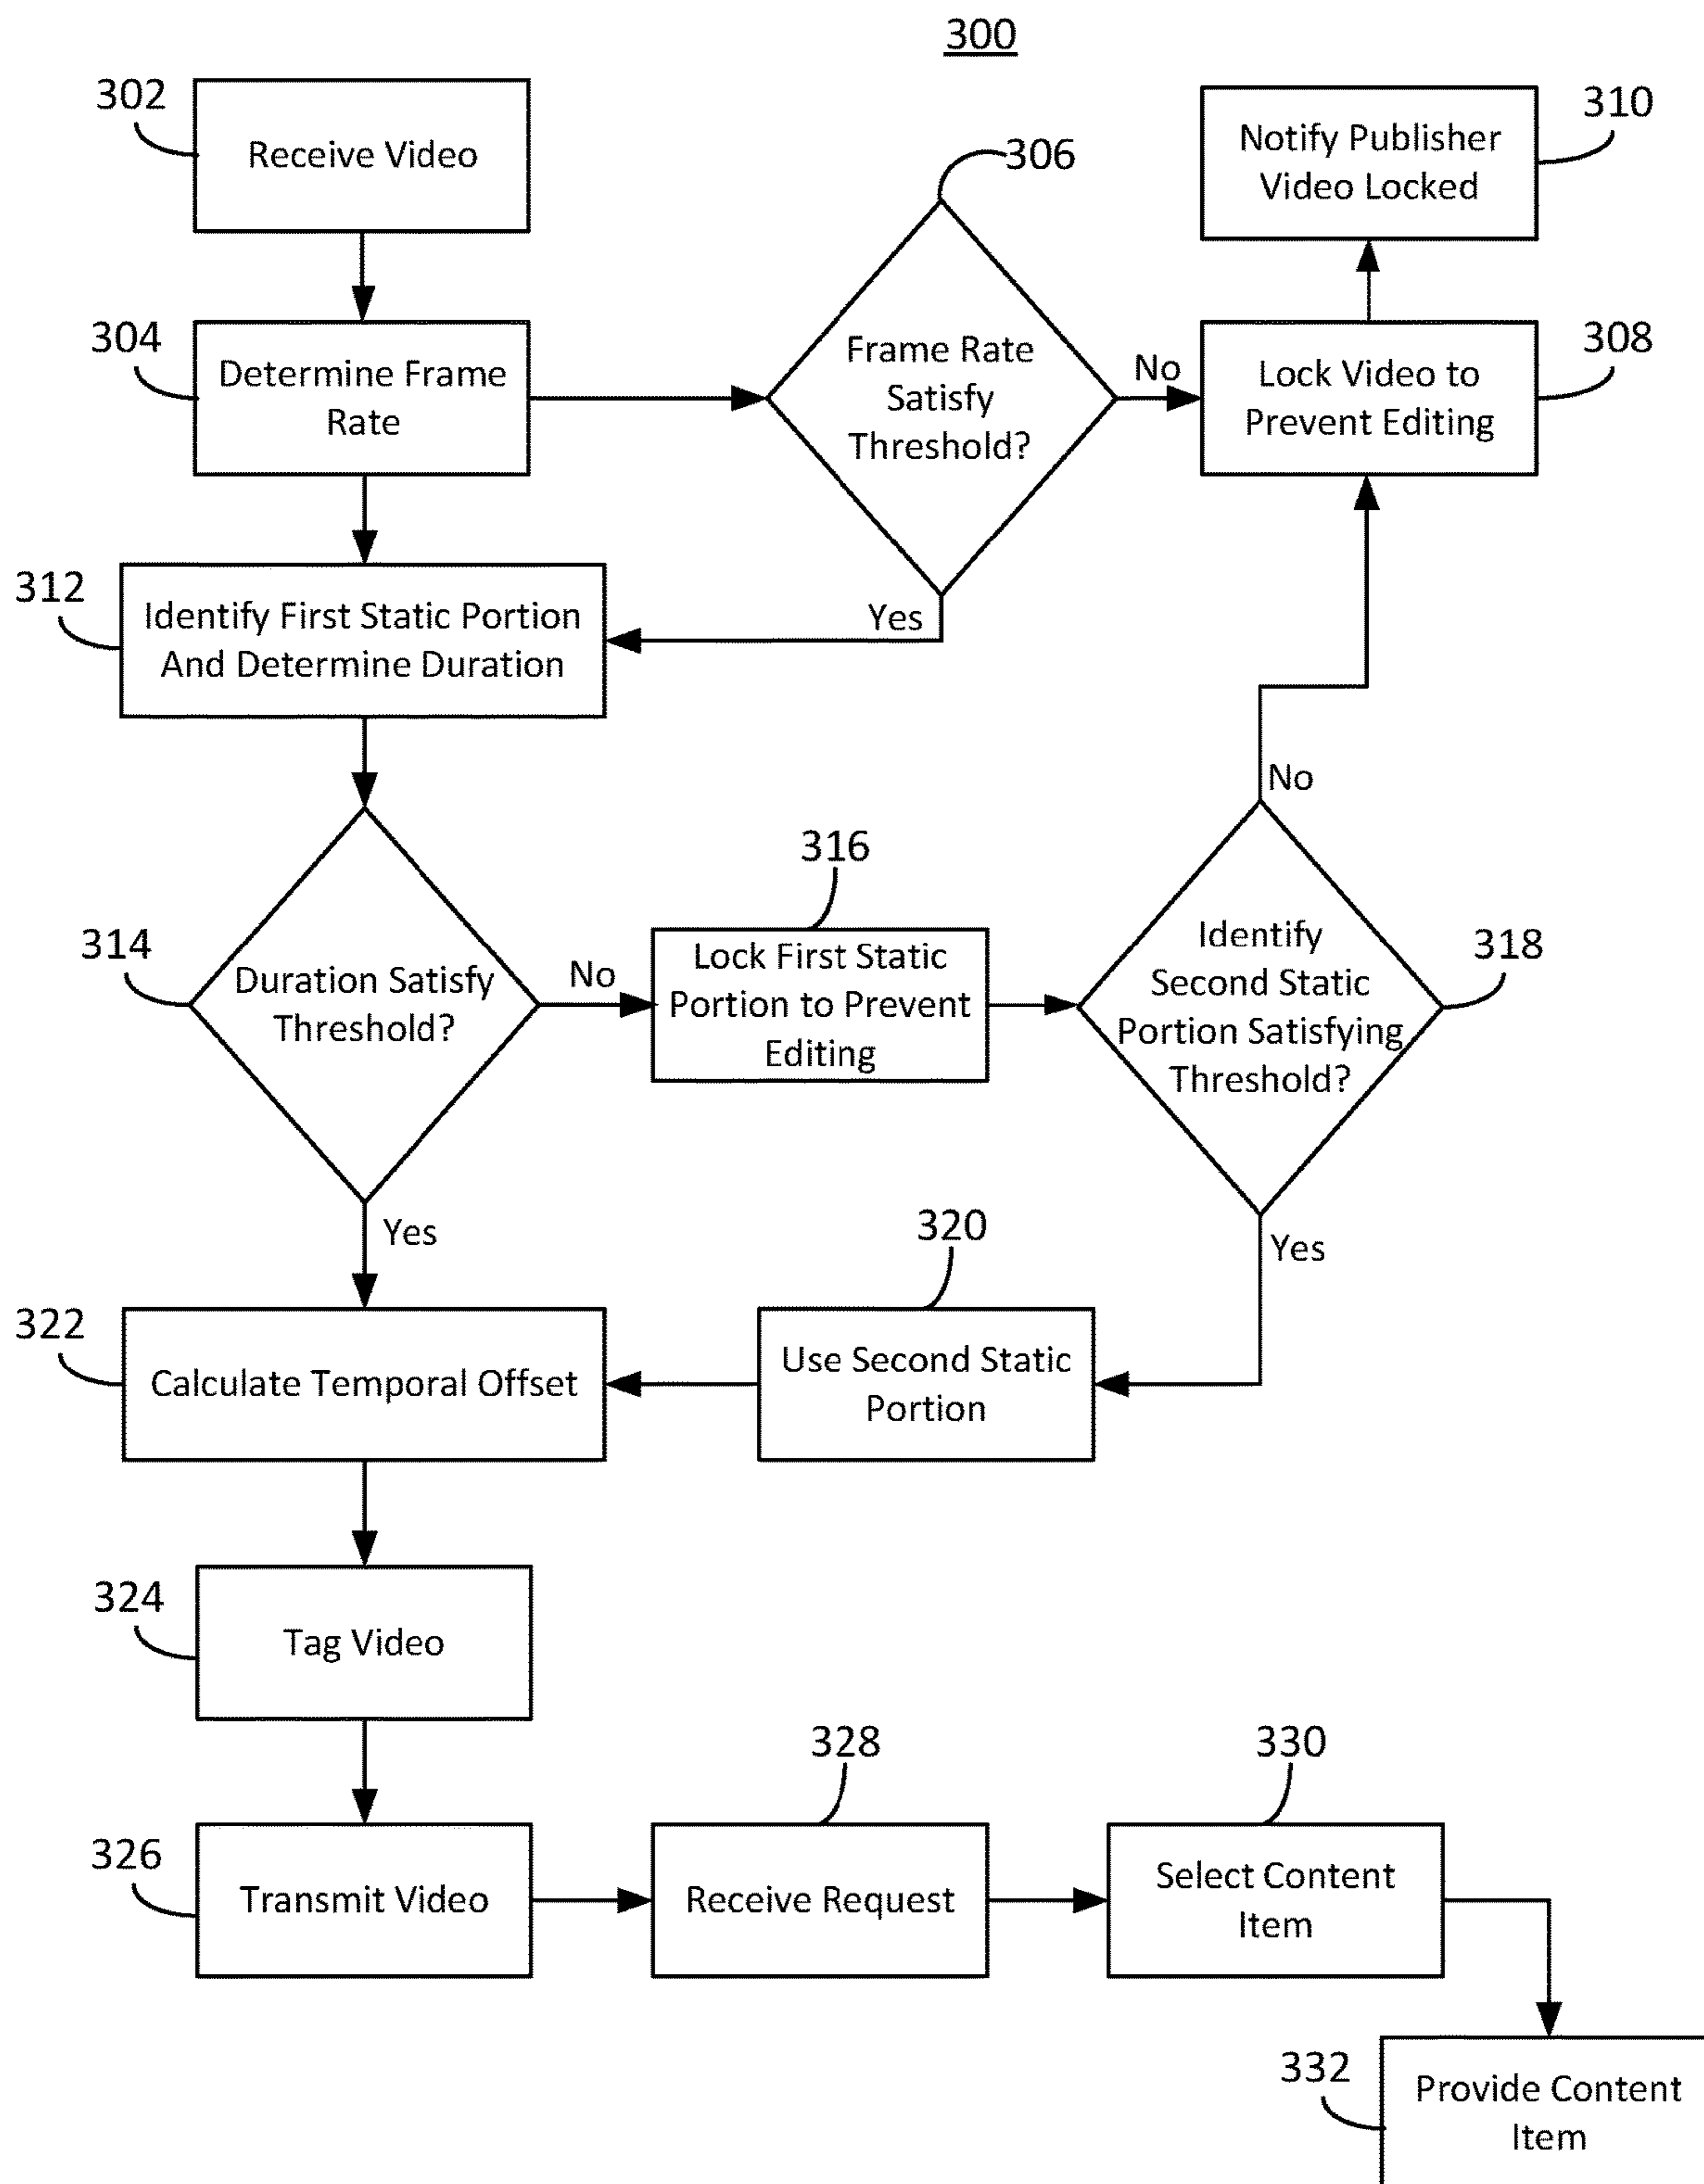 300
302
Receive Video
310
Notify Publisher
Video Locked
306
304
Determine Frame
Rate
Frame Rate
Satisfy
Threshold?
No
308
Lock Video to
Prevent Editing
312
Identify First Static Portion
And Determine Duration
Yes
314
Duration Satisfy
Threshold?
No
316
Lock First Static
Portion to Prevent
Editing
No
318
Identify
Second Static
Portion Satisfying
Threshold?
Yes
Yes
320
Use Second Static
Portion
322
Calculate Temporal Offset
324
Tag Video
326
Transmit Video
328
Receive Request
330
Select Content
Item
332
Provide Content
Item